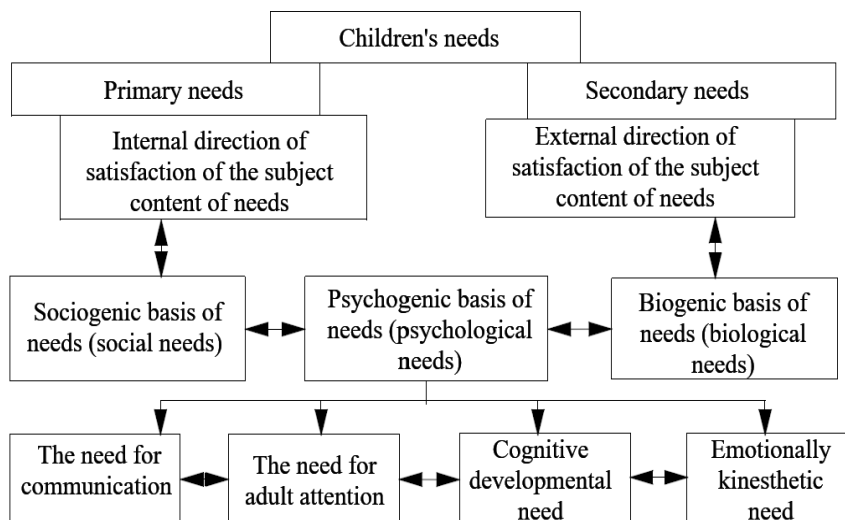 Children's needs
Primary needs
Secondary needs
Internal direction of
satisfaction of the subject
content of needs
External direction of
satisfaction of the subject
content of needs
Sociogenic basis of
needs (social needs)
Psychogenic basis of
needs (psychological
needs)
Biogenic basis of
needs (biological
needs)
The need for
communication
The need for
adult attention
Cognitive
developmental
need
Emotionally
kinesthetic
need